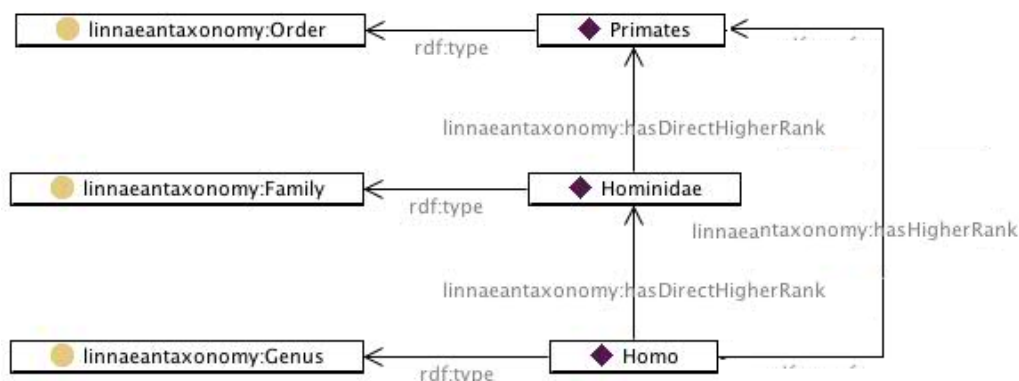 linnaeantaxonomy:Order
Primates
rdf:type
linnaeantaxonomy:hasDirectHigherRank
linnaeantaxonomy:Family
Hominidae
rdf:type
linnaeantaxonomy:hasHigherRank
linnaeantaxonomy:hasDirectHigherRank
linnaeantaxonomy:Genus
Homo
rdf:type